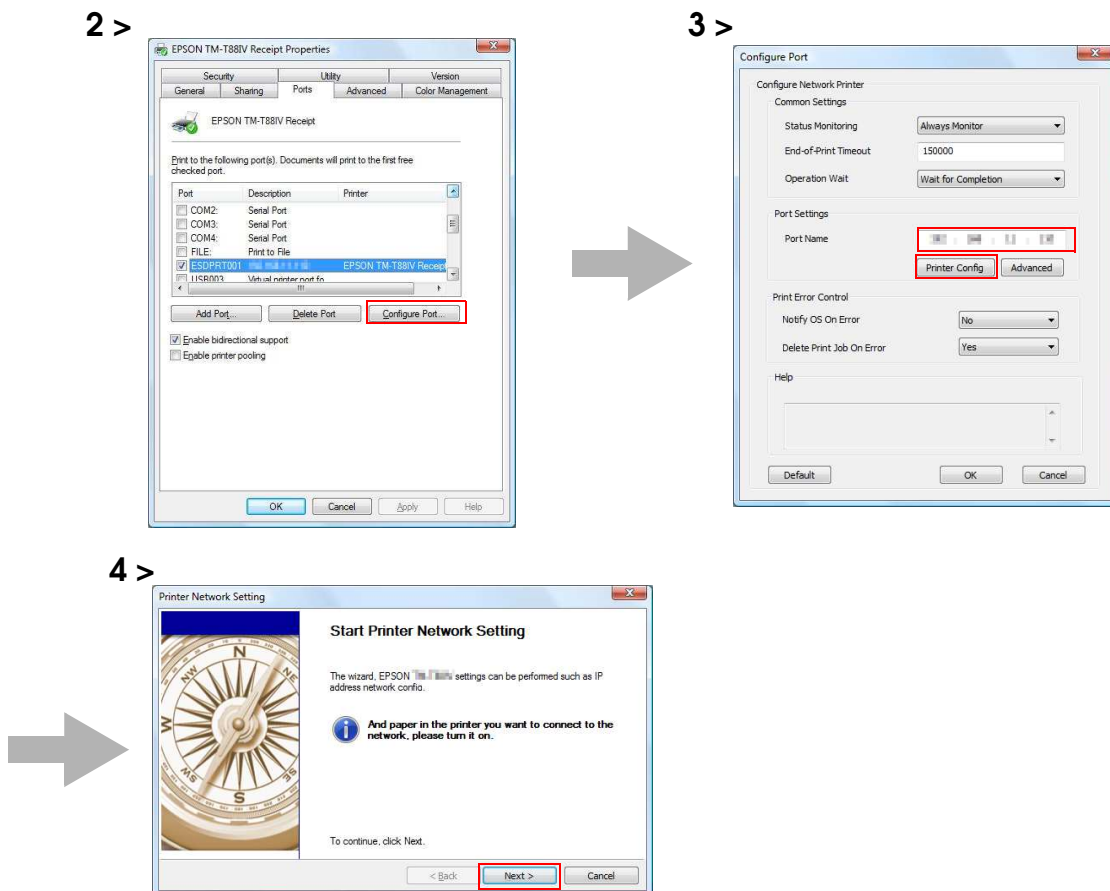 2 >
EPSON TM-T88IV Receipt Properties
Security Utility Version
General Sharing Ports Advanced Color Management
EPSON TM-T88IV Receipt
Print to the following port(s). Documents will print to the first free
checked port.
Port Description Printer
COM2: Serial Port
COM3: Serial Port
COM4: Serial Port
FILE: Print to File
ESDPRT001 EPSON TM-T88IV Receipt
USB003 Virtual printer port fo
Add Port... Delete Port Configure Port...
Enable bidirectional support
Enable printer pooling
OK Cancel Apply Help
3 >
Configure Port
Configure Network Printer
Common Settings
Status Monitoring Always Monitor
End-of-Print Timeout 150000
Operation Wait Wait for Completion
Port Settings
Port Name
Printer Config Advanced
Print Error Control
Notify OS On Error No
Delete Print Job On Error Yes
Help
Default OK Cancel
4 >
Printer Network Setting
Start Printer Network Setting
The wizard, EPSON settings can be performed such as IP
address network config.
And paper in the printer you want to connect to the
network, please turn it on.
N
NE
E
SE
S
SW
W
NW
To continue, click Next.
< Back Next > Cancel